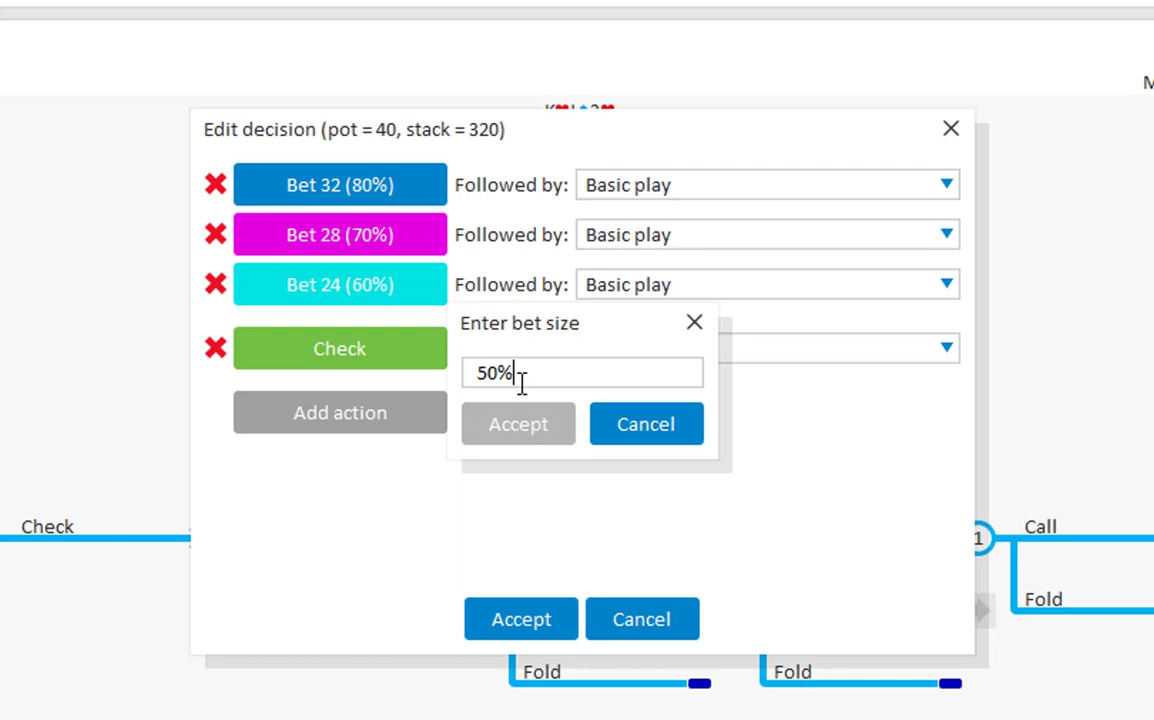 M
Edit decision (pot = 40, stack = 320)
Bet 32 (80%) Followed by: Basic play
Bet 28 (70%) Followed by: Basic play
Bet 24 (60%) Followed by: Basic play
Enter bet size
Check
50%
Add action
Accept Cancel
Check
1 Call
Fold
Accept Cancel
Fold Fold